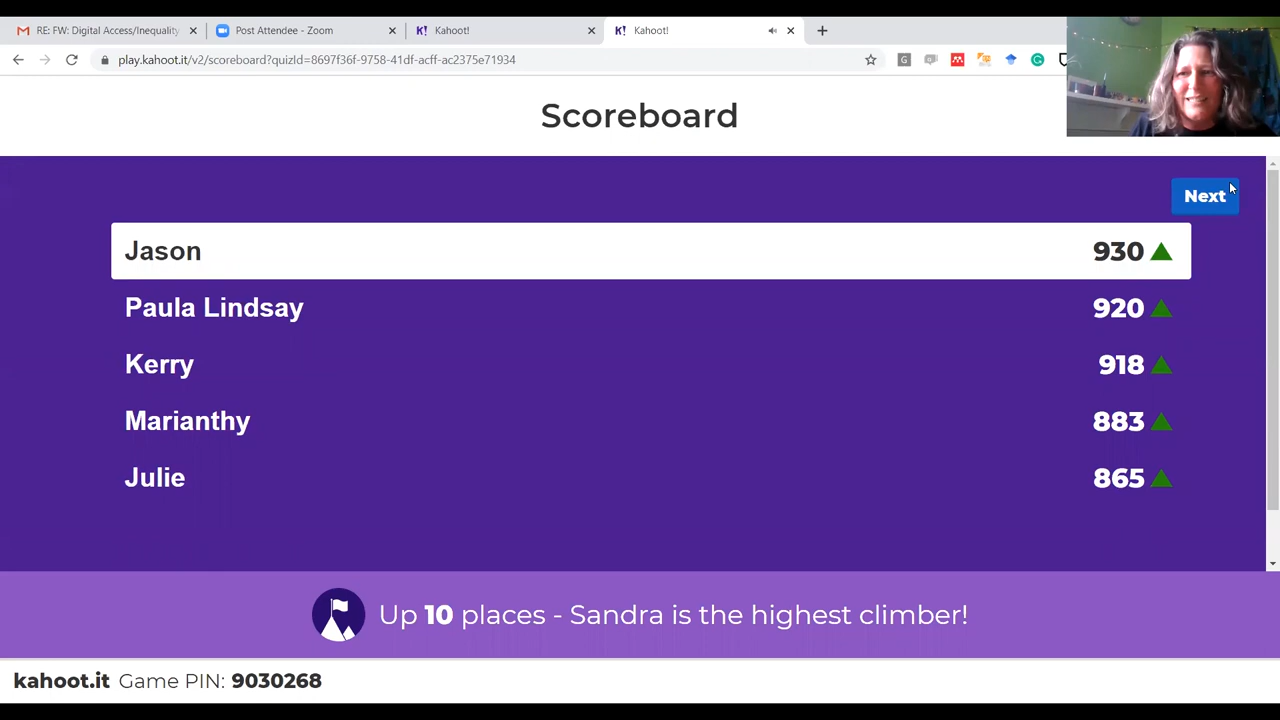 RE: FW: Digital Access/Inequality
Post Attendee - Zoom
K! Kahoot!
K! Kahoot!
play.kahoot.it/v2/scoreboard?quizId=8697f36f-5758-41df-acff-ac2375e71934
Scoreboard
Next
Jason 930
Paula Lindsay 920
Kerry 918
Marianthy 883
Julie 865
Up 10 places - Sandra is the highest climber!
kahoot.it Game PIN: 9030268